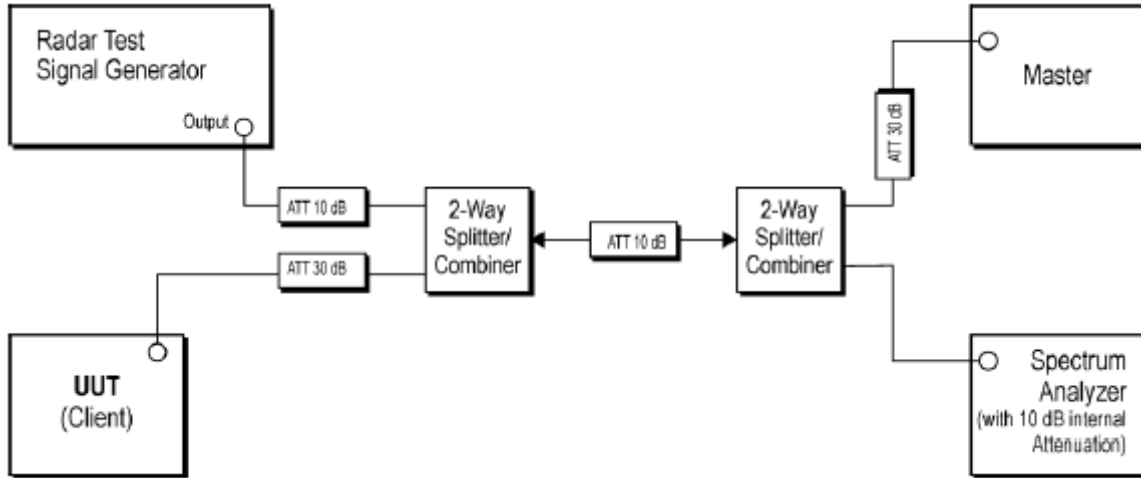 Radar Test
Signal Generator
Output
ATT 10 dB
ATT 30 dB
UUT
(Client)
2-Way
Splitter/
Combiner
ATT 10 dB
2-Way
Splitter/
Combiner
ATT 30 dB
Master
Spectrum
Analyzer
(with 10 dB internal
Attenuation)